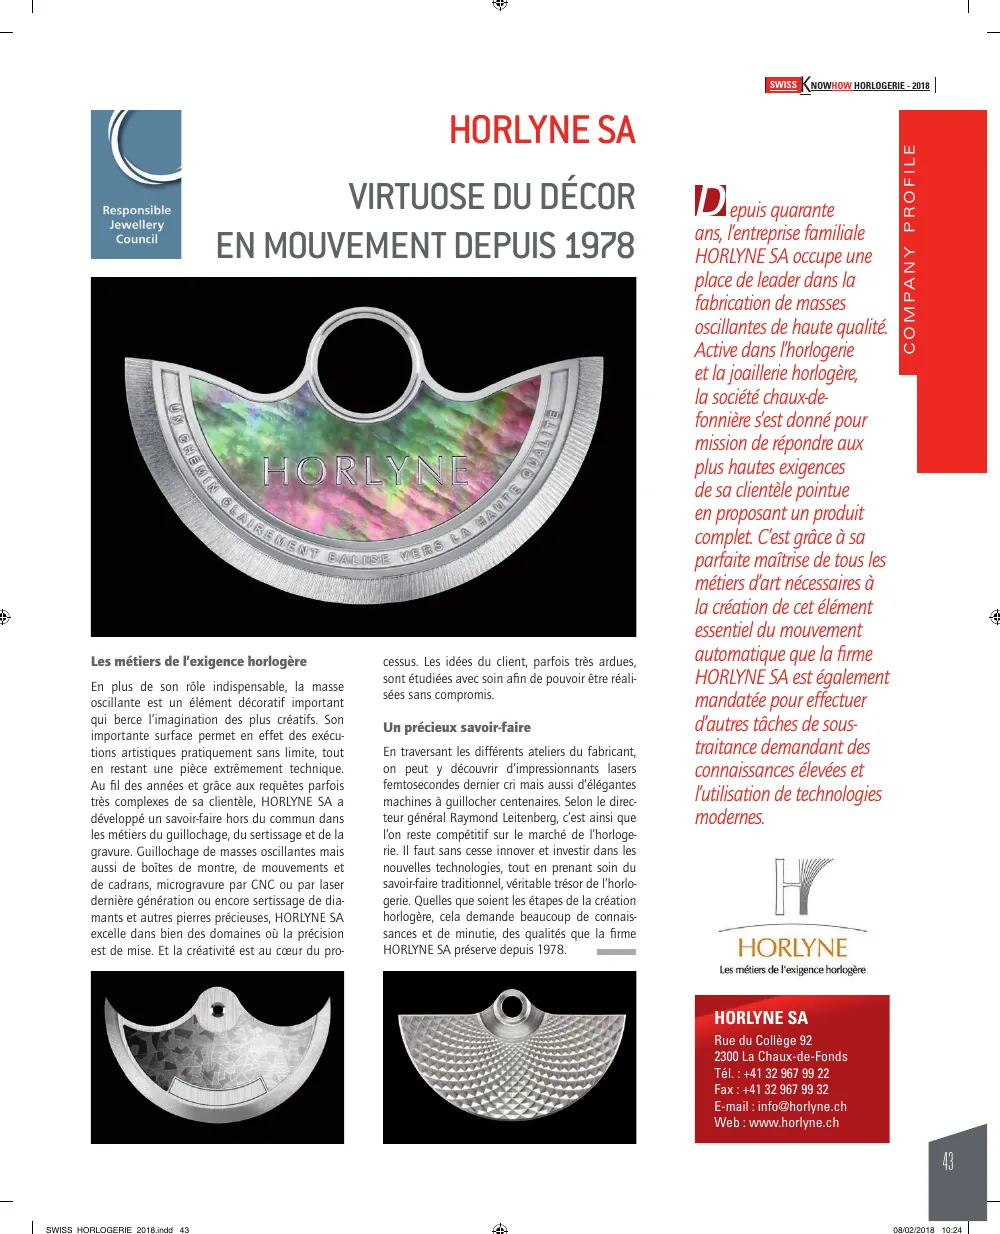 SWISS KNOWHOW HORLOGERIE - 2018
COMPANY PROFILE
Responsible
Jewellery
Council
HORLYNE SA
VIRTUOSE DU DÉCOR
EN MOUVEMENT DEPUIS 1978
HORLYNE
UN CHEMIN CLAIREMENT BALISE VERS LA HAUTE QUALITE
Les métiers de l’exigence horlogère
En plus de son rôle indispensable, la masse
oscillante est un élément décoratif important
qui berce l’imagination des plus créatifs. Son
importante surface permet en effet des exécu-
tions artistiques pratiquement sans limite, tout
en restant une pièce extrêmement technique.
Au fil des années et grâce aux requêtes parfois
très complexes de sa clientèle, HORLYNE SA a
développé un savoir-faire hors du commun dans
les métiers du guillochage, du sertissage et de la
gravure. Guillochage de masses oscillantes mais
aussi de boîtes de montre, de mouvements et
de cadrans, microgravure par CNC ou par laser
dernière génération ou encore sertissage de dia-
mants et autres pierres précieuses, HORLYNE SA
excelle dans bien des domaines où la précision
est de mise. Et la créativité est au cœur du pro-
cessus. Les idées du client, parfois très ardues,
sont étudiées avec soin afin de pouvoir être réali-
sées sans compromis.
Un précieux savoir-faire
En traversant les différents ateliers du fabricant,
on peut y découvrir d’impressionnants lasers
femtosecondes dernier cri mais aussi d’élégantes
machines à guillocher centenaires. Selon le direc-
teur général Raymond Leitenberg, c’est ainsi que
l’on reste compétitif sur le marché de l’horloge-
rie. Il faut sans cesse innover et investir dans les
nouvelles technologies, tout en prenant soin du
savoir-faire traditionnel, véritable trésor de l’horlo-
gerie. Quelles que soient les étapes de la création
horlogère, cela demande beaucoup de connais-
sances et de minutie, des qualités que la firme
HORLYNE SA préserve depuis 1978.
Depuis quarante
ans, l’entreprise familiale
HORLYNE SA occupe une
place de leader dans la
fabrication de masses
oscillantes de haute qualité.
Active dans l’horlogerie
et la joaillerie horlogère,
la société chaux-de-
fonnière s’est donné pour
mission de répondre aux
plus hautes exigences
de sa clientèle pointue
en proposant un produit
complet. C’est grâce à sa
parfaite maîtrise de tous les
métiers d’art nécessaires à
la création de cet élément
essentiel du mouvement
automatique que la firme
HORLYNE SA est également
mandatée pour effectuer
d’autres tâches de sous-
traitance demandant des
connaissances élevées et
l’utilisation de technologies
modernes.
HORLYNE
Les métiers de l’exigence horlogère
HORLYNE SA
Rue du Collège 92
2300 La Chaux-de-Fonds
Tél. : +41 32 967 99 22
Fax : +41 32 967 99 32
E-mail : info@horlyne.ch
Web : www.horlyne.ch
43
SWISS HORLOGERIE 2018.indd 43
08/02/2018 10:24